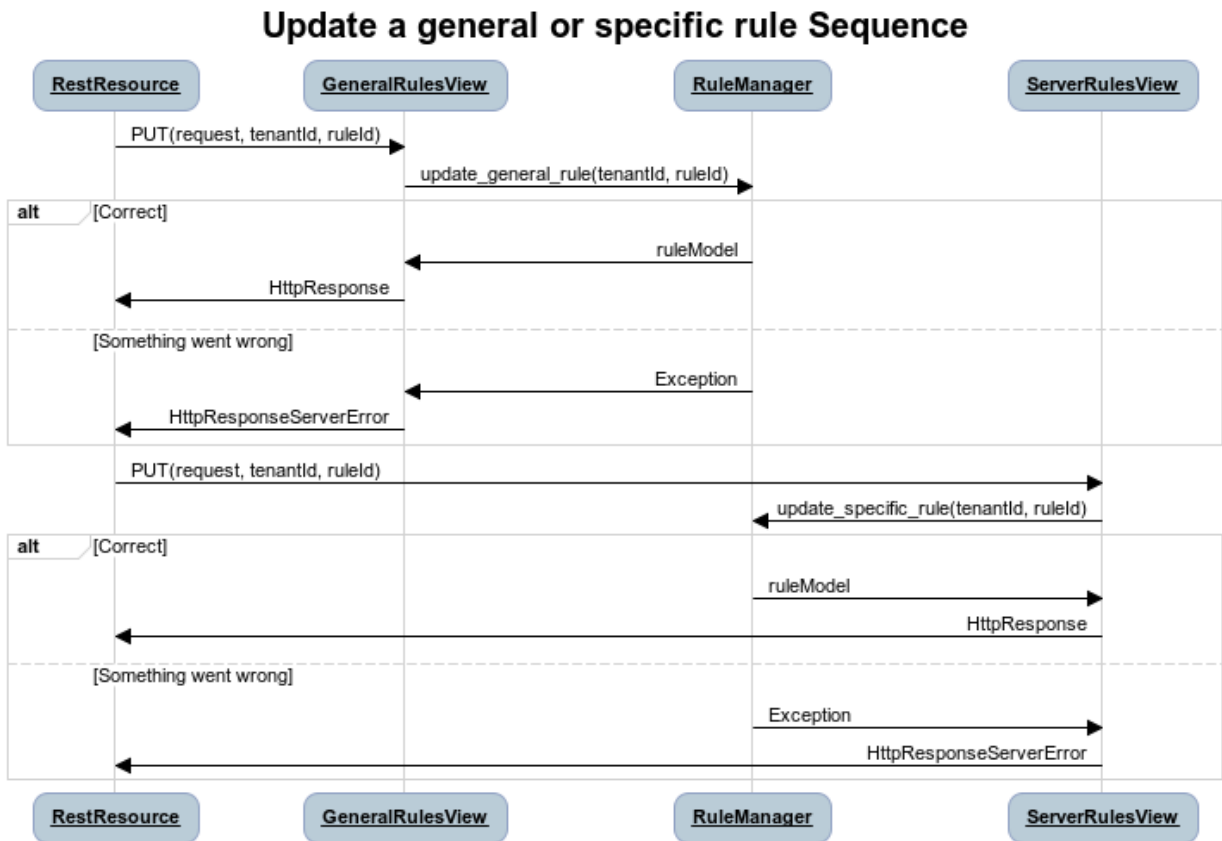 Update a general or specific rule Sequence
RestResource
GeneralRulesView
RuleManager
ServerRulesView
PUT(request, tenantId, ruleId)
update_general_rule(tenantId, ruleId)
alt
[Correct]
ruleModel
HttpResponse
[Something went wrong]
Exception
HttpResponseServerError
PUT(request, tenantId, ruleId)
update_specific_rule(tenantId, ruleId)
alt
[Correct]
ruleModel
HttpResponse
[Something went wrong]
Exception
HttpResponseServerError
RestResource
GeneralRulesView
RuleManager
ServerRulesView